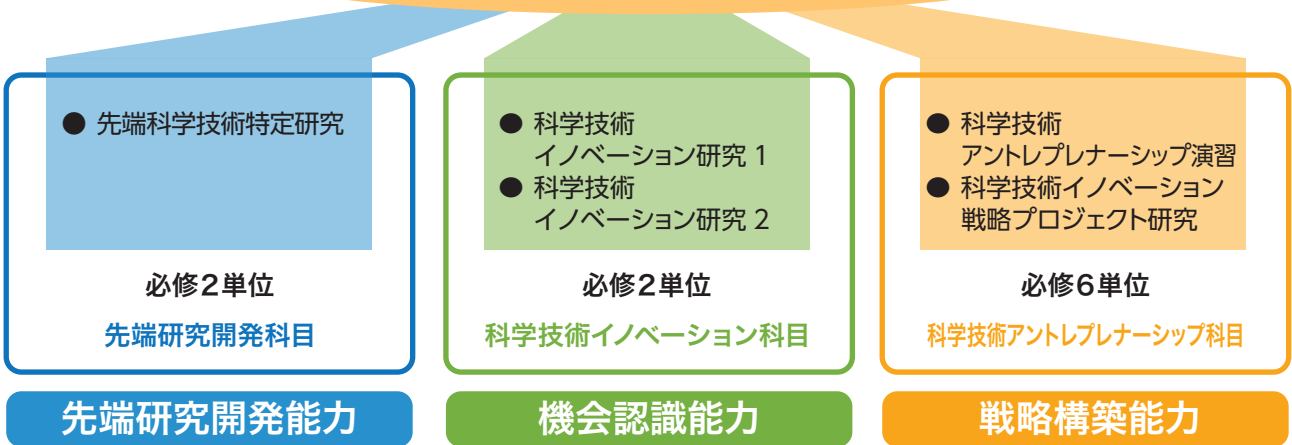 ● 先端科学技術特定研究
必修2単位
先端研究開発科目
先端研究開発能力
● 科学技術
イノベーション研究 1
● 科学技術
イノベーション研究 2
必修2単位
科学技術イノベーション科目
機会認識能力
● 科学技術
アントレプレナーシップ演習
● 科学技術イノベーション
戦略プロジェクト研究
必修6単位
科学技術アントレプレナーシップ科目
戦略構築能力